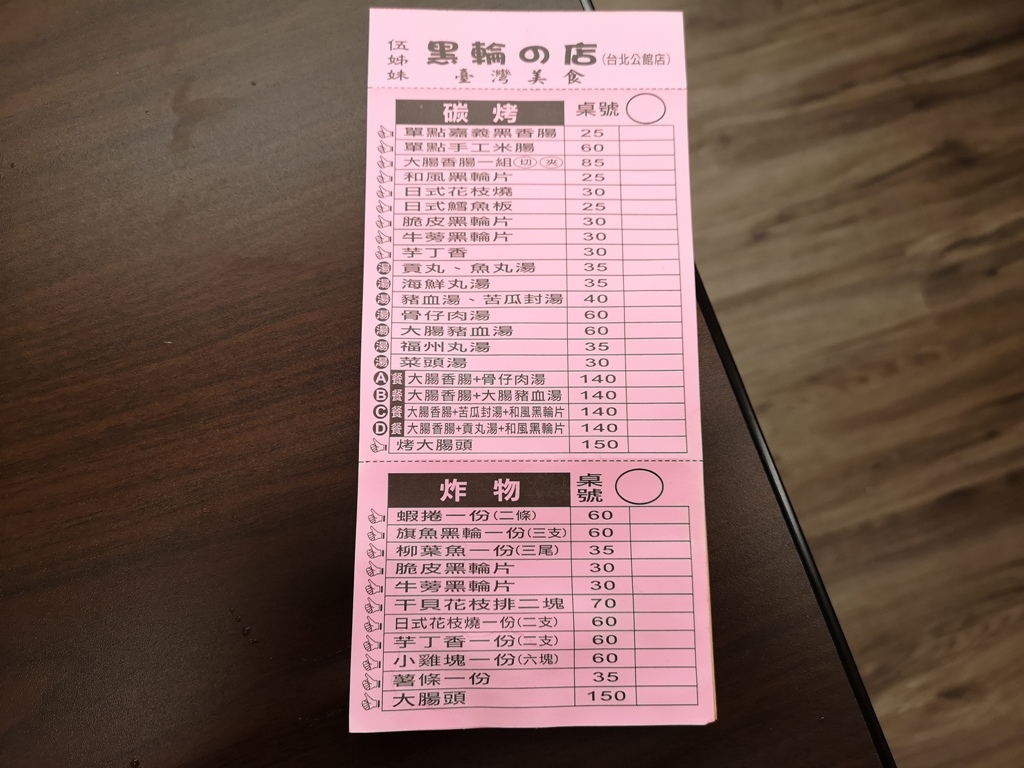 伍姊妹 黑輪の店(台北公館店)
臺灣美食
碳烤 桌號
單點嘉義黑香腸 25
單點手工米腸 60
大腸香腸一組 切 夾 85
和風黑輪片 25
日式花枝燒 30
日式鱈魚板 25
脆皮黑輪片 30
牛蒡黑輪片 30
芋丁香 30
湯 貢丸、魚丸湯 35
湯 海鮮丸湯 35
湯 豬血湯、苦瓜封湯 40
湯 骨仔肉湯 60
湯 大腸豬血湯 60
湯 福州丸湯 35
湯 菜頭湯 30
A餐 大腸香腸+骨仔肉湯 140
B餐 大腸香腸+大腸豬血湯 140
C餐 大腸香腸+苦瓜封湯+和風黑輪片 140
D餐 大腸香腸+貢丸湯+和風黑輪片 140
烤大腸頭 150
炸物 桌號
蝦捲一份(二條) 60
旗魚黑輪一份(三支) 60
柳葉魚一份(三尾) 35
脆皮黑輪片 30
牛蒡黑輪片 30
干貝花枝排二塊 70
日式花枝燒一份(二支) 60
芋丁香一份(二支) 60
小雞塊一份(六塊) 60
薯條一份 35
大腸頭 150